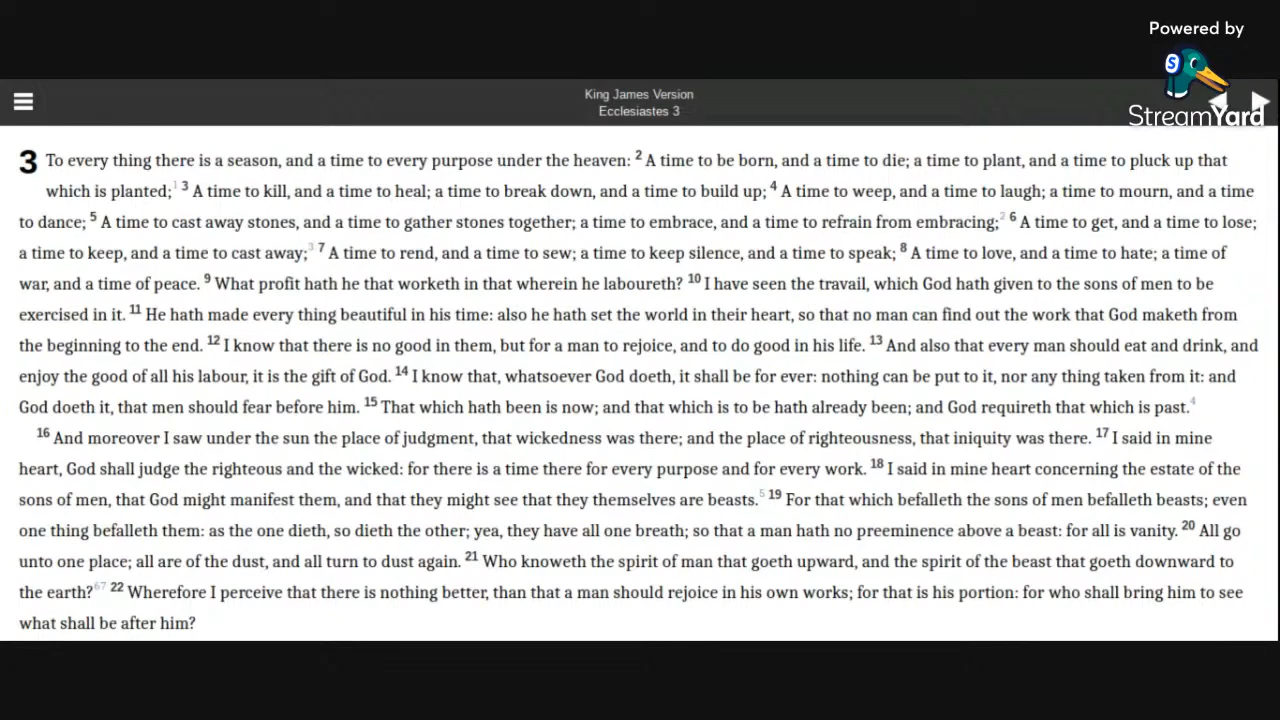 Powered by
S
StreamYard
King James Version
Ecclesiastes 3
3 To every thing there is a season, and a time to every purpose under the heaven: 2 A time to be born, and a time to die; a time to plant, and a time to pluck up that
which is planted;1 3 A time to kill, and a time to heal; a time to break down, and a time to build up; 4 A time to weep, and a time to laugh; a time to mourn, and a time
to dance; 5 A time to cast away stones, and a time to gather stones together; a time to embrace, and a time to refrain from embracing;2 6 A time to get, and a time to lose;
a time to keep, and a time to cast away;3 7 A time to rend, and a time to sew; a time to keep silence, and a time to speak; 8 A time to love, and a time to hate; a time of
war, and a time of peace. 9 What profit hath he that worketh in that wherein he laboureth? 10 I have seen the travail, which God hath given to the sons of men to be
exercised in it. 11 He hath made every thing beautiful in his time: also he hath set the world in their heart, so that no man can find out the work that God maketh from
the beginning to the end. 12 I know that there is no good in them, but for a man to rejoice, and to do good in his life. 13 And also that every man should eat and drink, and
enjoy the good of all his labour, it is the gift of God. 14 I know that, whatsoever God doeth, it shall be for ever: nothing can be put to it, nor any thing taken from it: and
God doeth it, that men should fear before him. 15 That which hath been is now; and that which is to be hath already been; and God requireth that which is past.4
16 And moreover I saw under the sun the place of judgment, that wickedness was there; and the place of righteousness, that iniquity was there. 17 I said in mine
heart, God shall judge the righteous and the wicked: for there is a time there for every purpose and for every work. 18 I said in mine heart concerning the estate of the
sons of men, that God might manifest them, and that they might see that they themselves are beasts.5 19 For that which befalleth the sons of men befalleth beasts; even
one thing befalleth them: as the one dieth, so dieth the other; yea, they have all one breath; so that a man hath no preeminence above a beast: for all is vanity. 20 All go
unto one place; all are of the dust, and all turn to dust again. 21 Who knoweth the spirit of man that goeth upward, and the spirit of the beast that goeth downward to
the earth?67 22 Wherefore I perceive that there is nothing better, than that a man should rejoice in his own works; for that is his portion: for who shall bring him to see
what shall be after him?